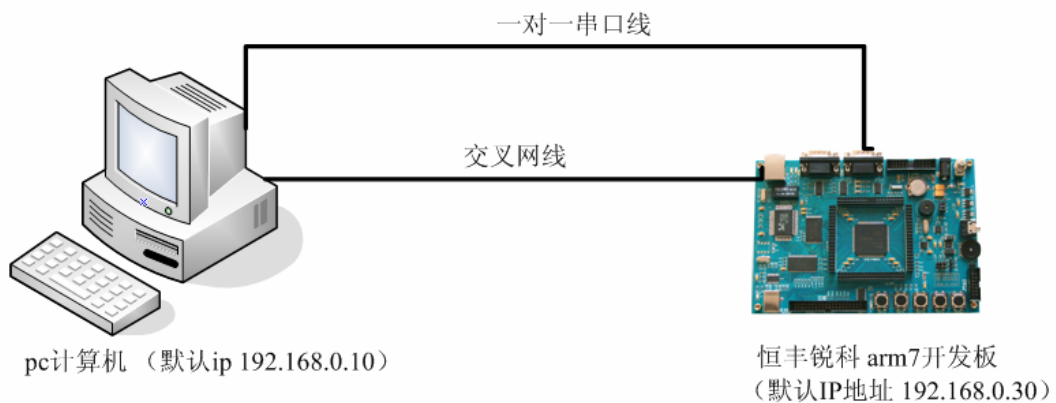 一对一串口线
交叉网线
pc计算机 （默认ip 192.168.0.10）
恒丰锐科 arm7开发板
（默认IP地址 192.168.0.30）